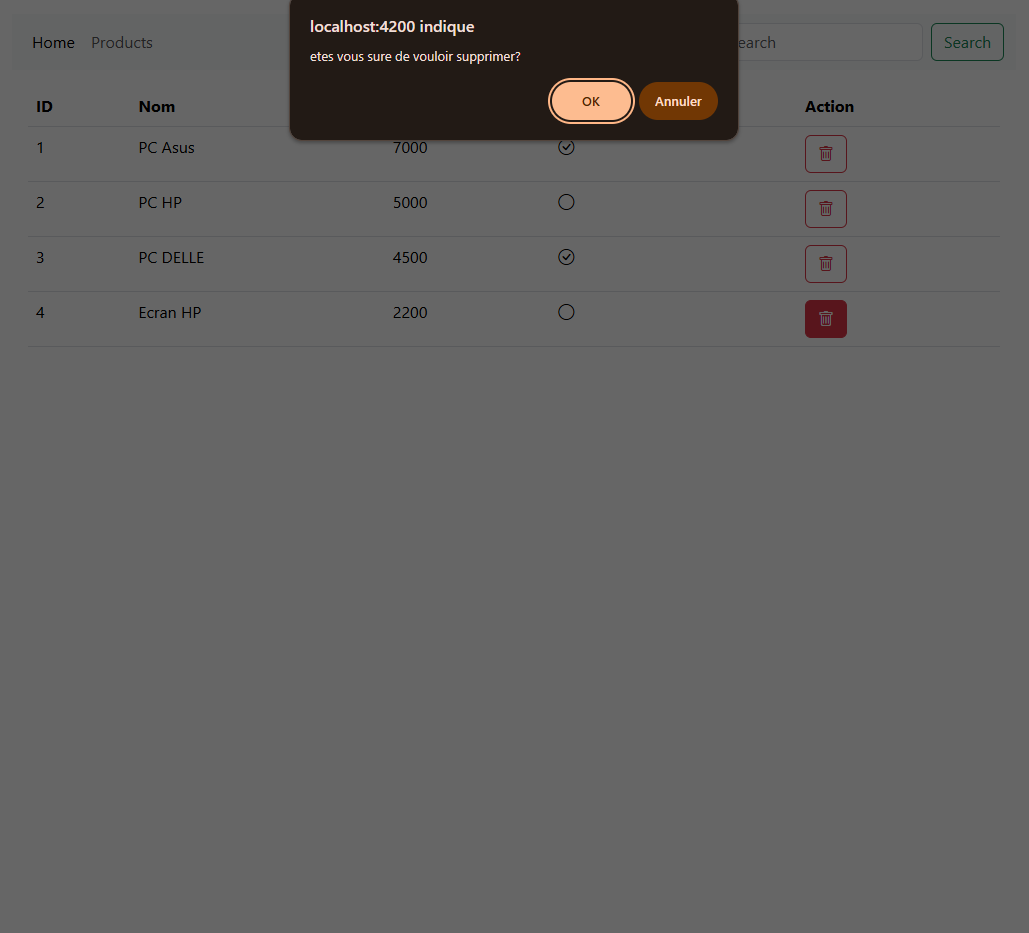 localhost:4200 indique
etes vous sure de vouloir supprimer?
OK Annuler
Home Products earch Search
ID Nom Action
1 PC Asus 7000
2 PC HP 5000
3 PC DELLE 4500
4 Ecran HP 2200